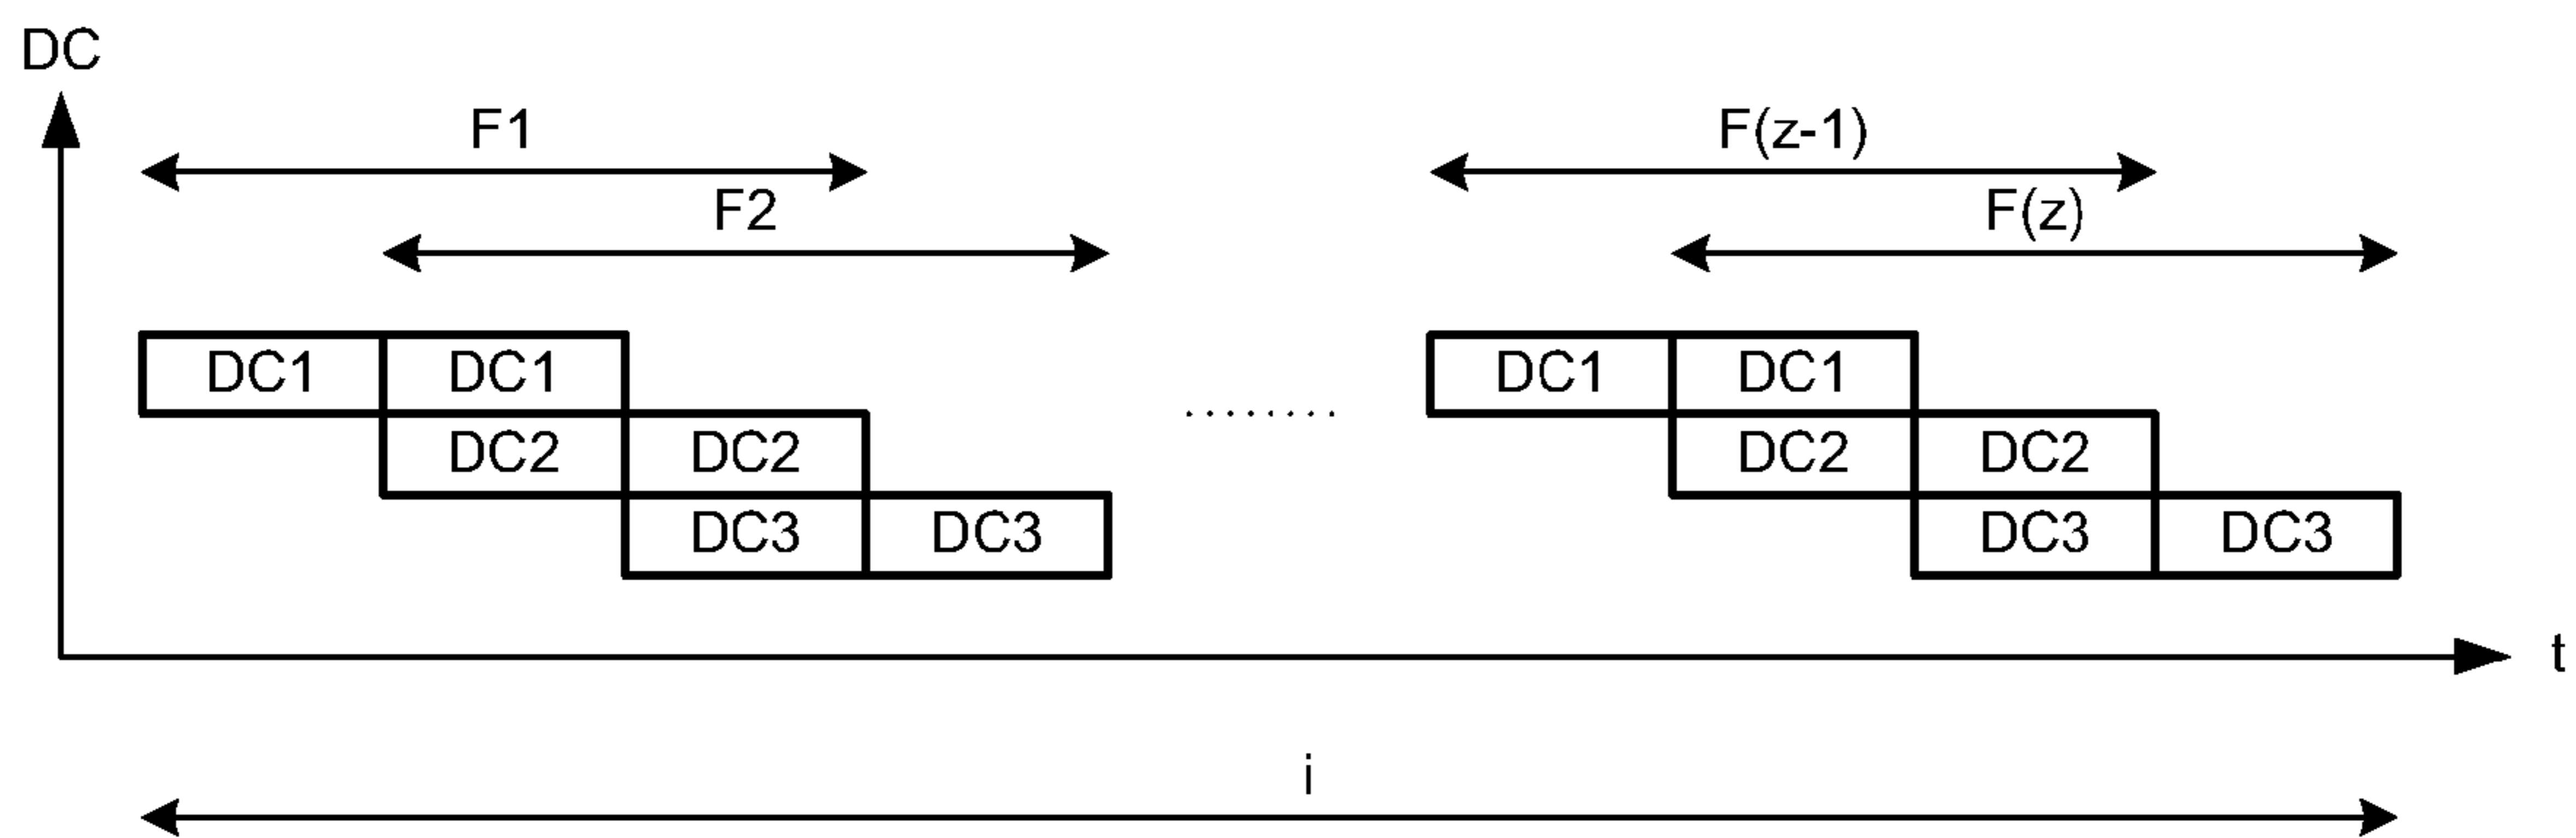 DC
F1 F(z-1)
F2 F(z)
DC1 DC1 DC1 DC1
DC2 DC2 ........ DC2 DC2
DC3 DC3 DC3 DC3
t
i